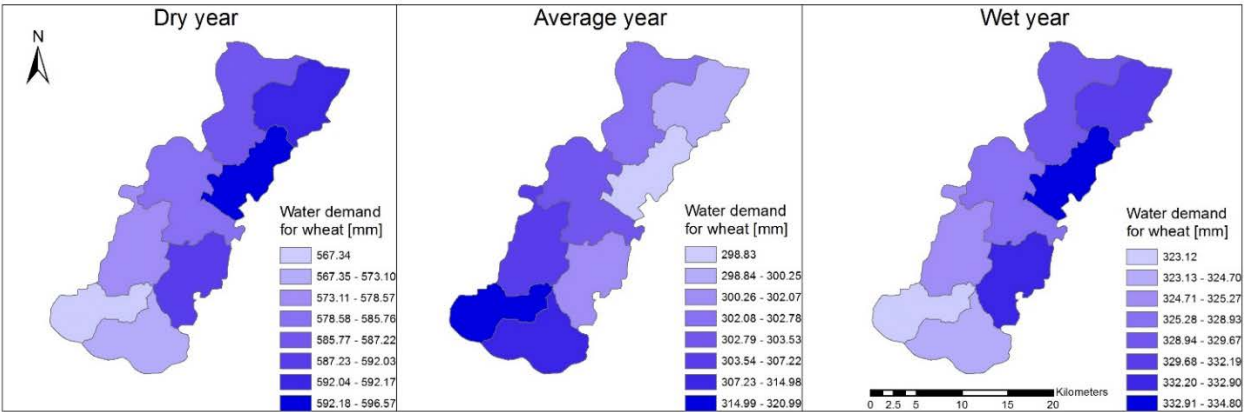 Dry year
N
Water demand
for wheat [mm]
567.34
567.35 - 573.10
573.11 - 578.57
578.58 - 585.76
585.77 - 587.22
587.23 - 592.03
592.04 - 592.17
592.18 - 596.57
Average year
Water demand
for wheat [mm]
298.83
298.84 - 300.25
300.26 - 302.07
302.08 - 302.78
302.79 - 303.53
303.54 - 307.22
307.23 - 314.98
314.99 - 320.99
Wet year
Water demand
for wheat [mm]
323.12
323.13 - 324.70
324.71 - 325.27
325.28 - 328.93
328.94 - 329.67
329.68 - 332.19
332.20 - 332.90
332.91 - 334.80
Kilometers
0 2.5 5 10 15 20